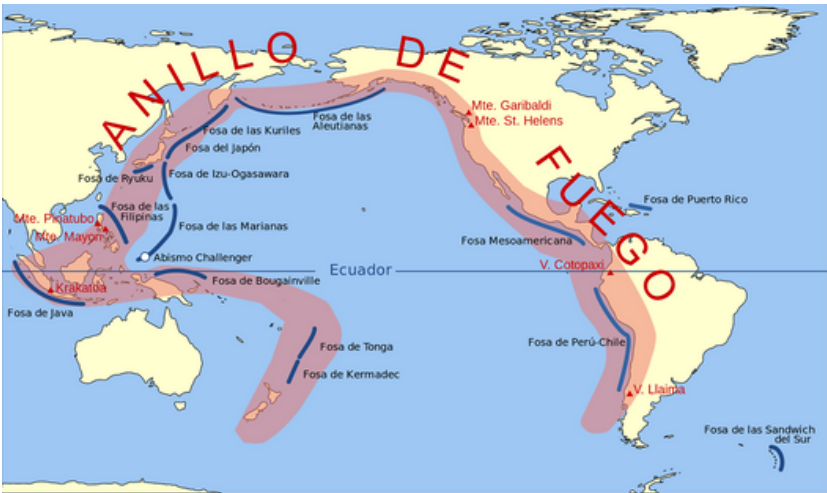 ANILLO DE FUEGO
Mte. Garibaldi
Mte. St. Helens
Fosa de las
Aleutianas
Fosa de las Kuriles
Fosa del Japón
Fosa de Ryuku
Fosa de Izu-Ogasawara
Fosa de Puerto Rico
Fosa de las
Filipinas
Mte. Pinatubo
Mte. Mayon
Fosa de las Marianas
Fosa Mesoamericana
Abismo Challenger
V. Cotopaxi
Ecuador
Fosa de Bougainville
Krakatoa
Fosa de Java
Fosa de Perú-Chile
Fosa de Tonga
Fosa de Kermadec
V. Llaima
Fosa de las Sandwich
del Sur